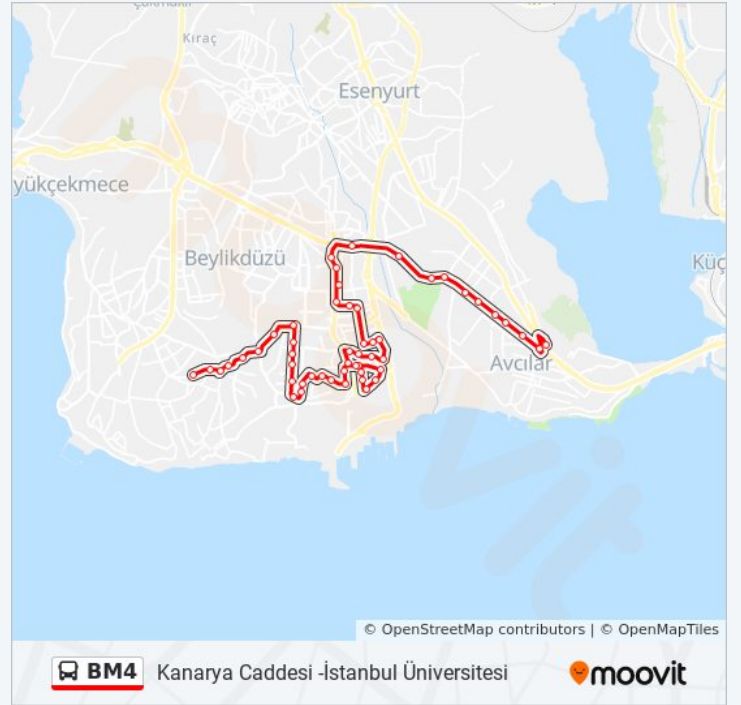 Kıraç
Esenyurt
yükçekmece
Beylikdüzü
Küç
Avcılar
© OpenStreetMap contributors | © OpenMapTiles
BM4 Kanarya Caddesi -İstanbul Üniversitesi moovit